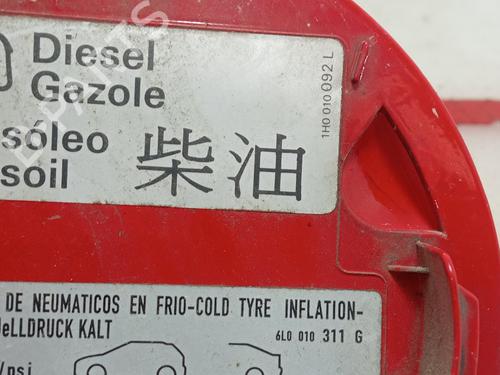 Diesel
Gazole
sóleo
soil
柴油
1H0 010 092 L
DE NEUMATICOS EN FRIO-COLD TYRE INFLATION-
elLDRUCK KALT
6L0 010 311 G
/psi